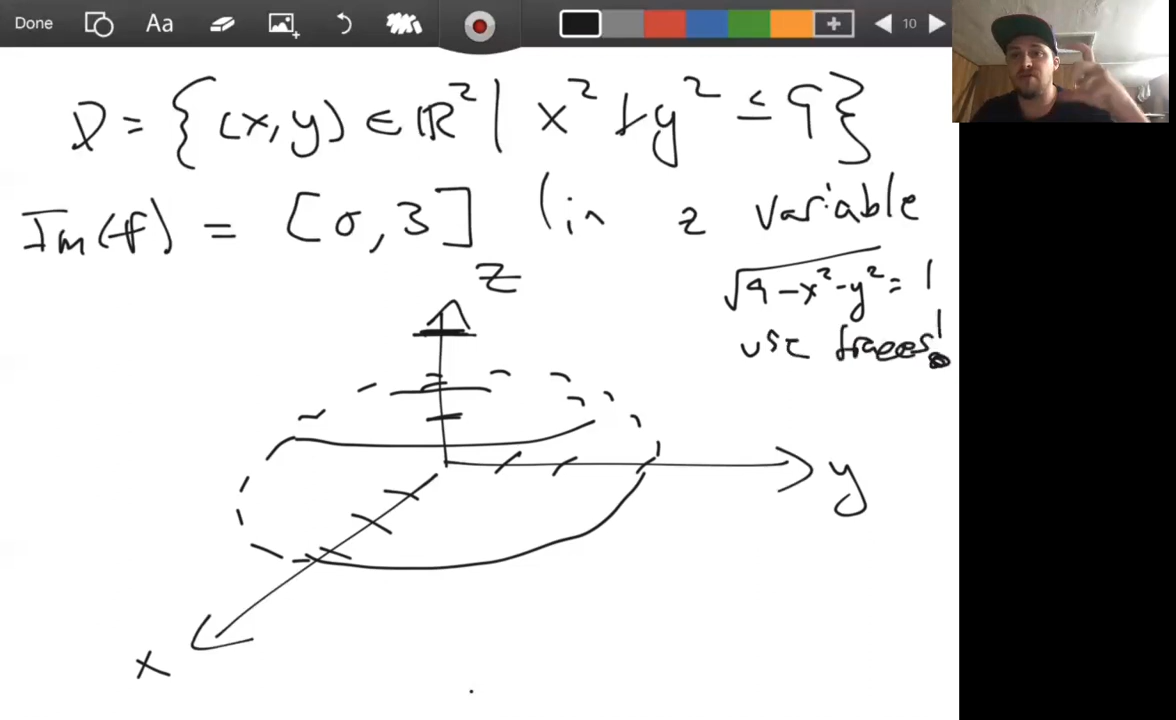 Done Aa 10
D = {(x,y) ∈ ℝ² | x² + y² ≤ 9}
Im(f) = [0, 3] (in z variable
√9 - x² - y² = 1
use traces!
z
y
x